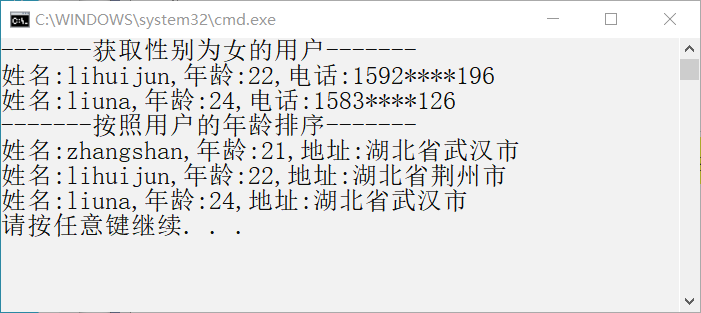 C:\WINDOWS\system32\cmd.exe
-------获取性别为女的用户-------
姓名:lihuijun,年龄:22,电话:1592****196
姓名:liuna,年龄:24,电话:1583****126
-------按照用户的年龄排序-------
姓名:zhangshan,年龄:21,地址:湖北省武汉市
姓名:lihuijun,年龄:22,地址:湖北省荆州市
姓名:liuna,年龄:24,地址:湖北省武汉市
请按任意键继续. . .